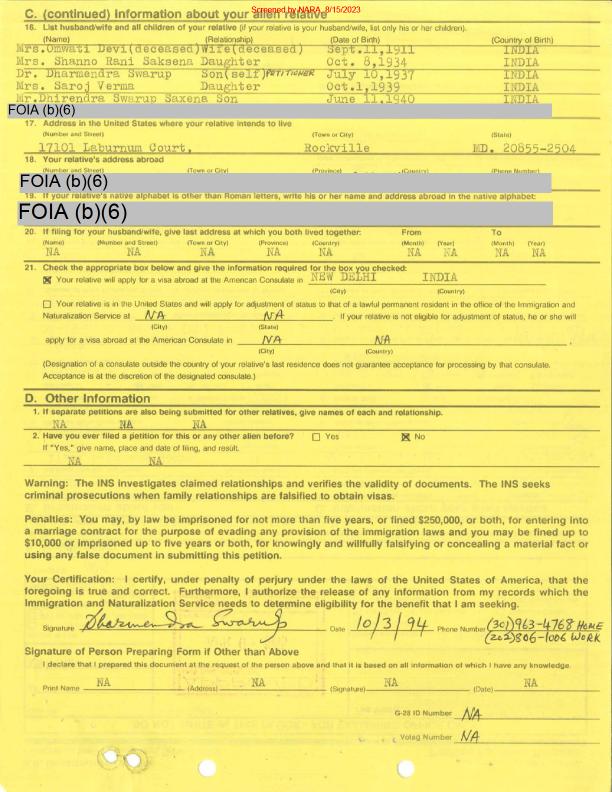 Screened by NARA, 8/15/2023
C. (continued) Information about your alien relative
16. List husband/wife and all children of your relative (if your relative is your husband/wife, list only his or her children).
(Name) (Relationship) (Date of Birth) (Country of Birth)
Mrs.Omwati Devi(deceased)Wife(deceased) Sept.11,1911 INDIA
Mrs. Shanno Rani Saksena Daughter Oct. 8,1934 INDIA
Dr. Dharmendra Swarup Son(self)PETITIONER July 10,1937 INDIA
Mrs. Saroj Verma Daughter Oct.1,1939 INDIA
Mr.Dhirendra Swarup Saxena Son June 11.1940 INDIA
FOIA (b)(6)
17. Address in the United States where your relative intends to live
(Number and Street) (Town or City) (State)
17101 Laburnum Court, Rockville MD. 20855-2504
18. Your relative's address abroad
(Number and Street) (Town or City) (Province) (Country) (Phone Number)
FOIA (b)(6)
19. If your relative's native alphabet is other than Roman letters, write his or her name and address abroad in the native alphabet:
FOIA (b)(6)
20. If filing for your husband/wife, give last address at which you both lived together: From To
(Name) (Number and Street) (Town or City) (Province) (Country) (Month) (Year) (Month) (Year)
NA NA NA NA NA NA NA NA NA
21. Check the appropriate box below and give the information required for the box you checked:
Your relative will apply for a visa abroad at the American Consulate in NEW DELHI INDIA
(City) (Country)
Your relative is in the United States and will apply for adjustment of status to that of a lawful permanent resident in the office of the Immigration and
Naturalization Service at NA NA If your relative is not eligible for adjustment of status, he or she will
(City) (State)
apply for a visa abroad at the American Consulate in NA NA .
(City) (Country)
(Designation of a consulate outside the country of your relative's last residence does not guarantee acceptance for processing by that consulate.
Acceptance is at the discretion of the designated consulate.)
D. Other Information
1. If separate petitions are also being submitted for other relatives, give names of each and relationship.
NA NA NA
2. Have you ever filed a petition for this or any other alien before? Yes No
If "Yes," give name, place and date of filing, and result.
NA NA
Warning: The INS investigates claimed relationships and verifies the validity of documents. The INS seeks
criminal prosecutions when family relationships are falsified to obtain visas.
Penalties: You may, by law be imprisoned for not more than five years, or fined $250,000, or both, for entering into
a marriage contract for the purpose of evading any provision of the immigration laws and you may be fined up to
$10,000 or imprisoned up to five years or both, for knowingly and willfully falsifying or concealing a material fact or
using any false document in submitting this petition.
Your Certification: I certify, under penalty of perjury under the laws of the United States of America, that the
foregoing is true and correct. Furthermore, I authorize the release of any information from my records which the
Immigration and Naturalization Service needs to determine eligibility for the benefit that I am seeking.
Signature Dharmendra Swarup Date 10/3/94 Phone Number (301)963-4768 HOME
(202)806-1006 WORK
Signature of Person Preparing Form if Other than Above
I declare that I prepared this document at the request of the person above and that it is based on all information of which I have any knowledge.
Print Name NA (Address) NA (Signature) NA (Date) NA
G-28 ID Number NA
Volag Number NA